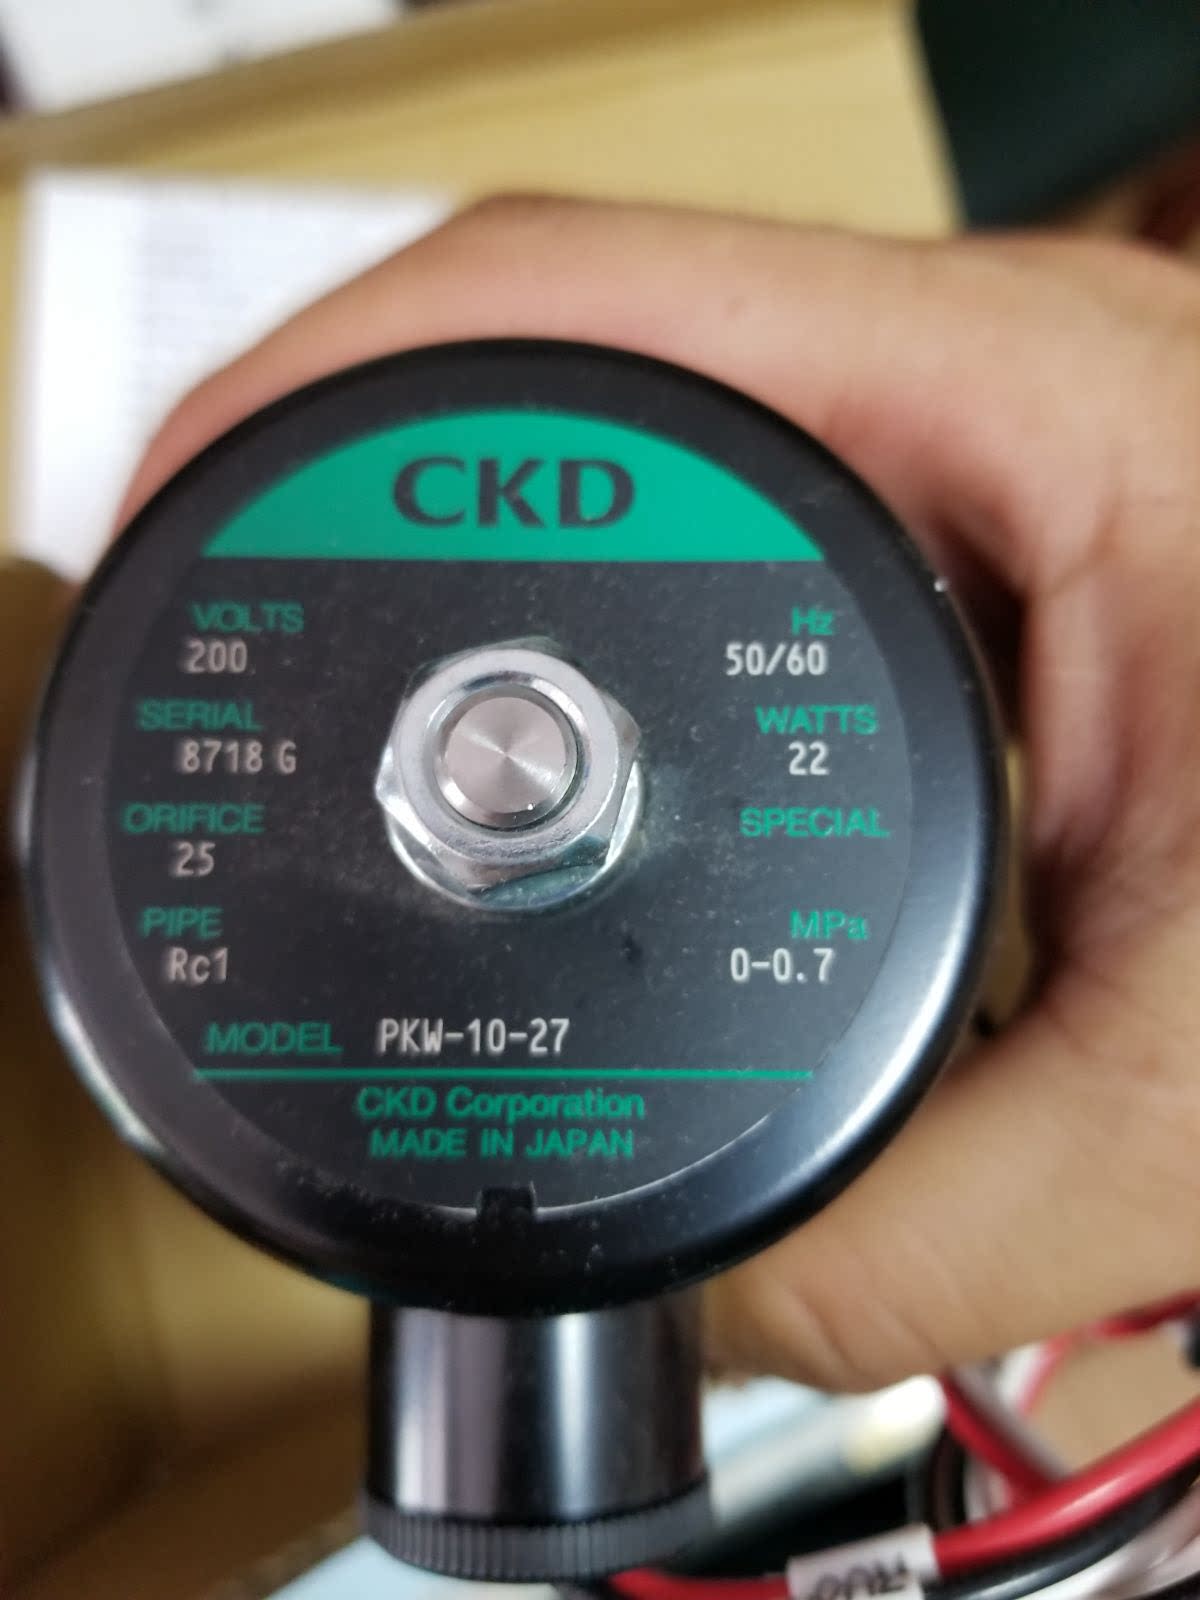 CKD
VOLTS Hz
200 50/60
SERIAL WATTS
8718 G 22
ORIFICE SPECIAL
25
PIPE MPa
Rc1 0-0.7
MODEL PKW-10-27
CKD Corporation
MADE IN JAPAN